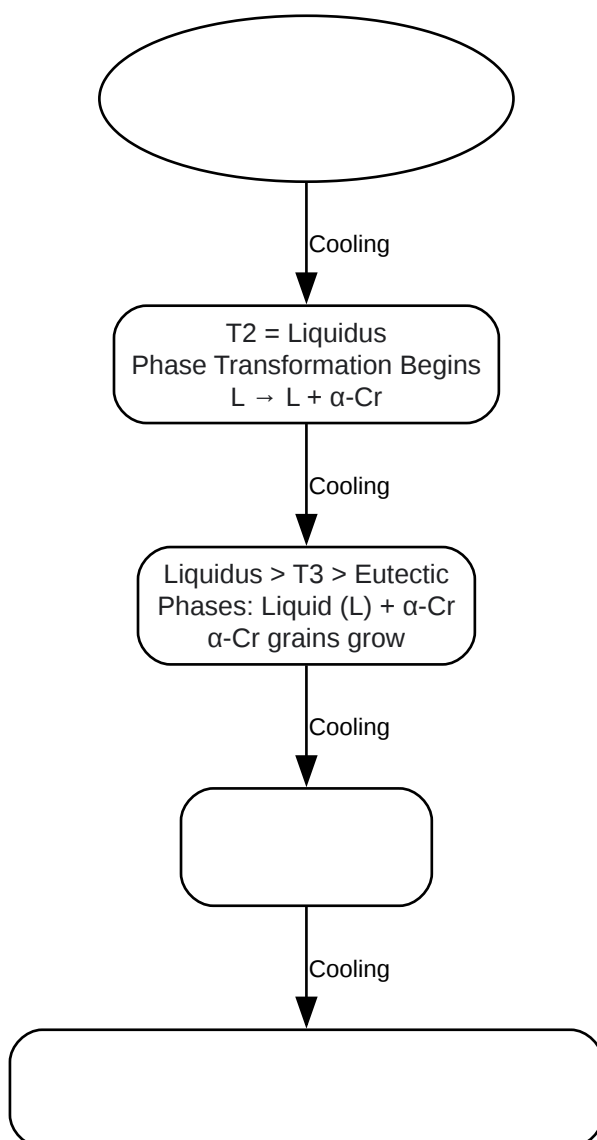 Cooling
T2 = Liquidus
Phase Transformation Begins
L → L + α-Cr
Cooling
Liquidus > T3 > Eutectic
Phases: Liquid (L) + α-Cr
α-Cr grains grow
Cooling
Cooling